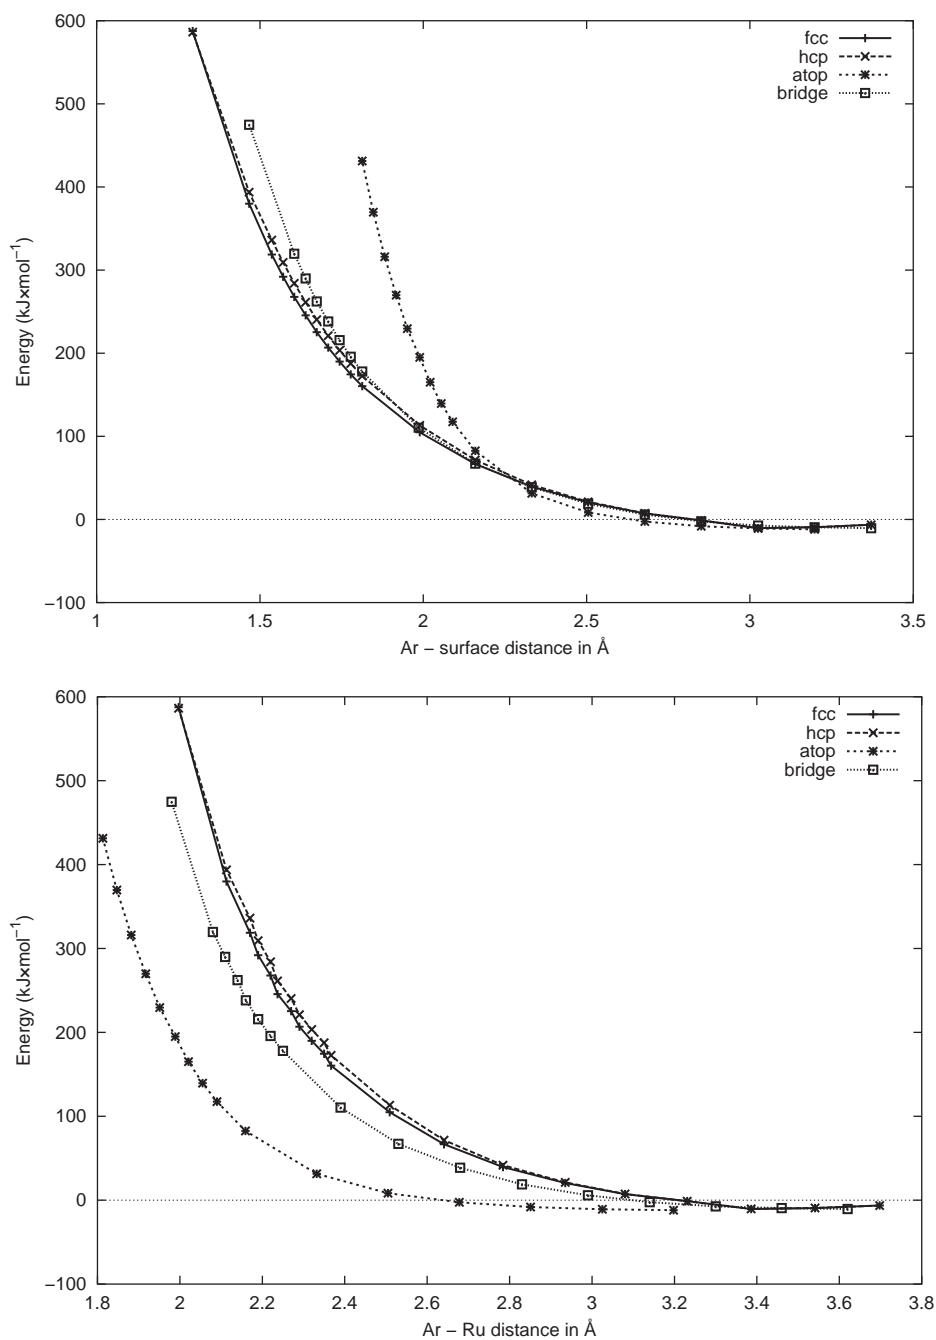 600
500
400
300
200
100
0
−100
1
1.5
2
2.5
3
3.5
Energy (kJ×mol⁻¹)
Ar − surface distance in Å
fcc
hcp
atop
bridge
600
500
400
300
200
100
0
−100
1.8
2
2.2
2.4
2.6
2.8
3
3.2
3.4
3.6
3.8
Energy (kJ×mol⁻¹)
Ar − Ru distance in Å
fcc
hcp
atop
bridge